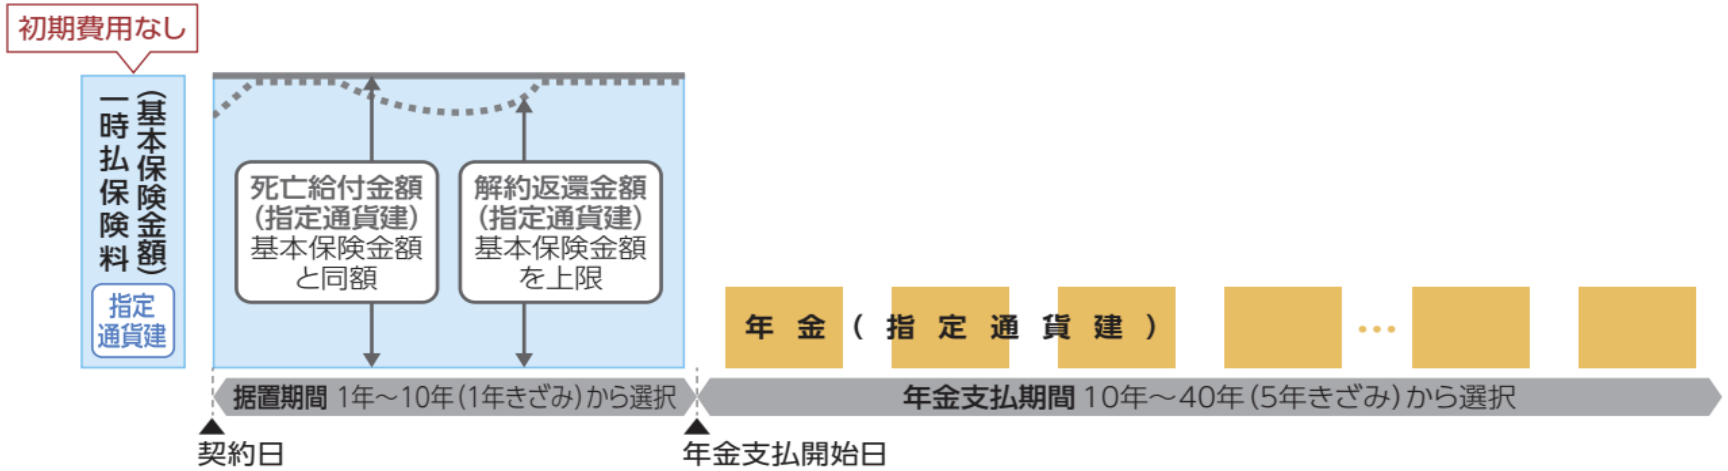 初期費用なし
一時払保険料
(基本保険金額)
指定
通貨建
死亡給付金額
(指定通貨建)
基本保険金額
と同額
解約返還金額
(指定通貨建)
基本保険金額
を上限
年金(指定通貨建)
…
据置期間 1年～10年(1年きざみ)から選択
年金支払期間 10年～40年(5年きざみ)から選択
契約日
年金支払開始日